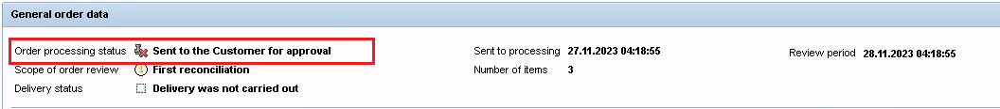 General order data
Order processing status Sent to the Customer for approval Sent to processing 27.11.2023 04:18:55 Review period 28.11.2023 04:18:55
Scope of order review First reconciliation Number of items 3
Delivery status Delivery was not carried out